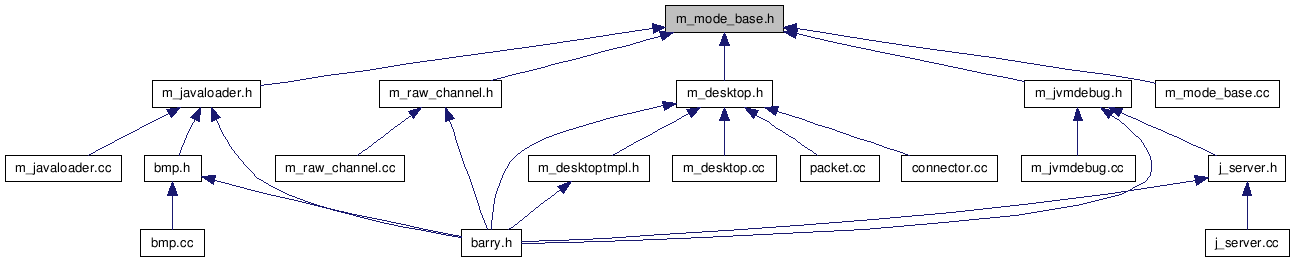 m_mode_base.h
m_javaloader.h
m_raw_channel.h
m_desktop.h
m_jvmdebug.h
m_mode_base.cc
m_javaloader.cc
bmp.h
m_raw_channel.cc
m_desktoptmpl.h
m_desktop.cc
packet.cc
connector.cc
m_jvmdebug.cc
j_server.h
bmp.cc
barry.h
j_server.cc